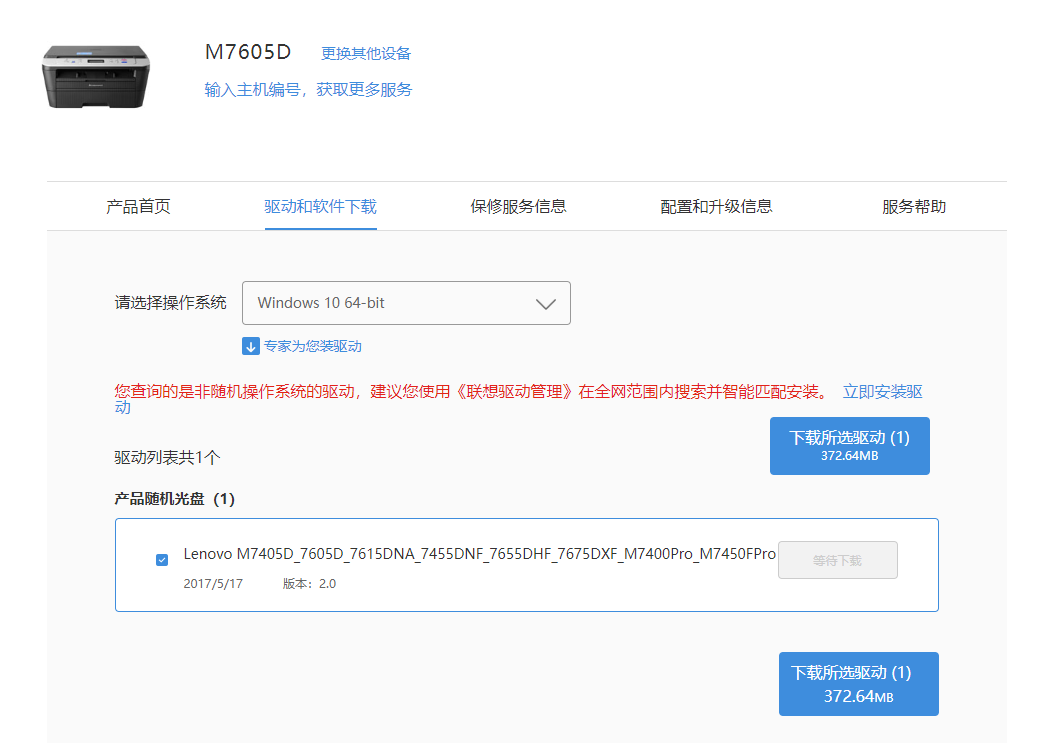 M7605D 更换其他设备
输入主机编号，获取更多服务
产品首页 驱动和软件下载 保修服务信息 配置和升级信息 服务帮助
请选择操作系统 Windows 10 64-bit
专家为您装驱动
您查询的是非随机操作系统的驱动，建议您使用《联想驱动管理》在全网范围内搜索并智能匹配安装。 立即安装驱
动
下载所选驱动 (1)
372.64MB
驱动列表共1个
产品随机光盘（1）
Lenovo M7405D_7605D_7615DNA_7455DNF_7655DHF_7675DXF_M7400Pro_M7450FPro
等待下载
2017/5/17 版本：2.0
下载所选驱动 (1)
372.64MB